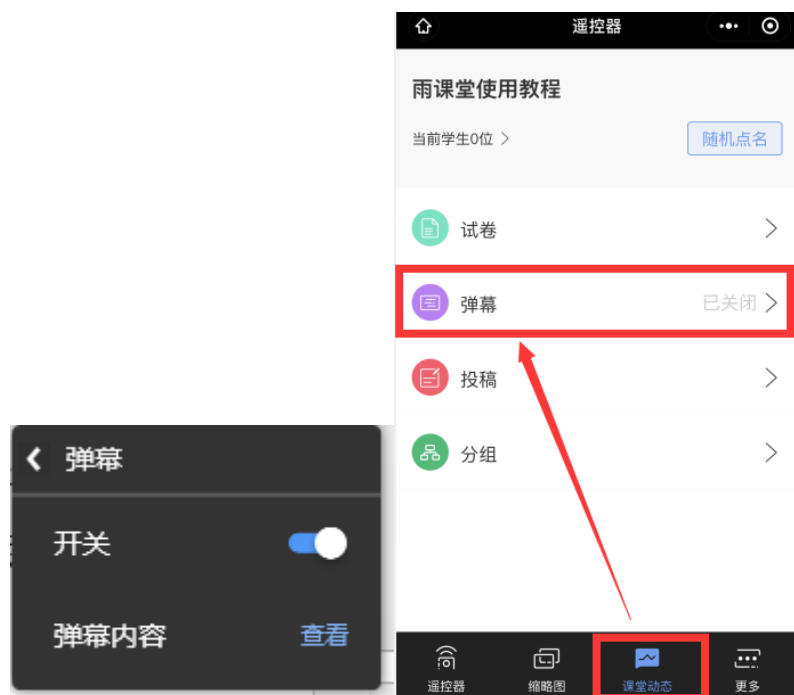 遥控器
雨课堂使用教程
当前学生0位
随机点名
试卷
弹幕
已关闭
投稿
分组
弹幕
开关
弹幕内容
查看
遥控器
缩略图
课堂动态
更多